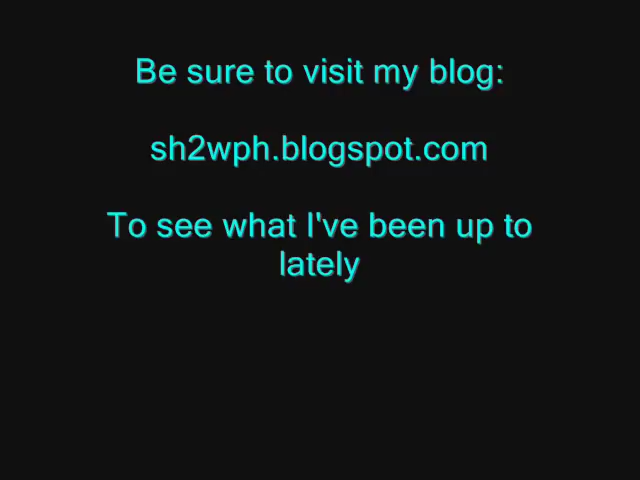 Be sure to visit my blog:
sh2wph.blogspot.com
To see what I've been up to
lately